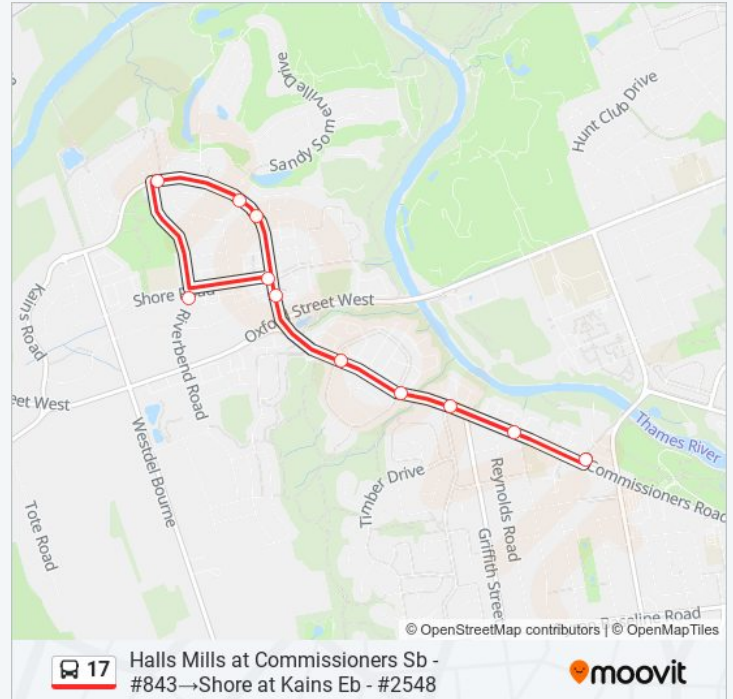 Sandy Somerville Drive
Hunt Club Drive
Kains Road
Shore Road
Oxford Street West
Riverbend Road
eet West
Westdel Bourne
Thames River
Commissioners Road
Timber Drive
Reynolds Road
Griffith Street
Tote Road
Baseline Road
© OpenStreetMap contributors | © OpenMapTiles
17
Halls Mills at Commissioners Sb -
#843→Shore at Kains Eb - #2548
moovit